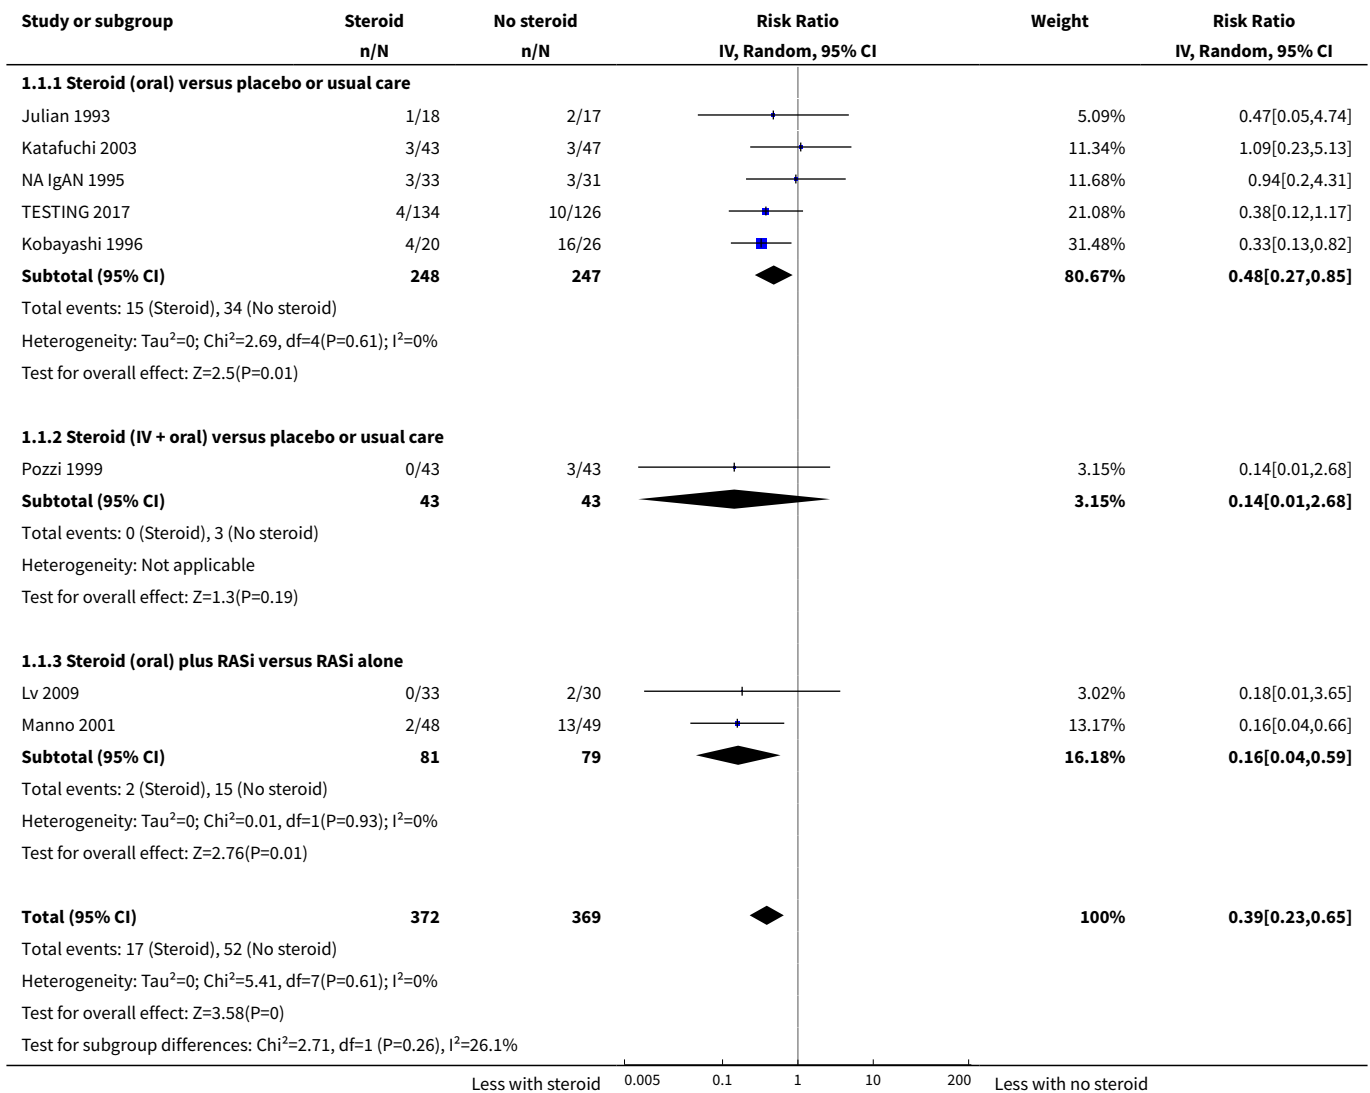 Study or subgroup Steroid No steroid Risk Ratio Weight Risk Ratio
n/N n/N IV, Random, 95% CI IV, Random, 95% CI
1.1.1 Steroid (oral) versus placebo or usual care
Julian 1993 1/18 2/17 5.09% 0.47[0.05,4.74]
Katafuchi 2003 3/43 3/47 11.34% 1.09[0.23,5.13]
NA IgAN 1995 3/33 3/31 11.68% 0.94[0.2,4.31]
TESTING 2017 4/134 10/126 21.08% 0.38[0.12,1.17]
Kobayashi 1996 4/20 16/26 31.48% 0.33[0.13,0.82]
Subtotal (95% CI) 248 247 80.67% 0.48[0.27,0.85]
Total events: 15 (Steroid), 34 (No steroid)
Heterogeneity: Tau²=0; Chi²=2.69, df=4(P=0.61); I²=0%
Test for overall effect: Z=2.5(P=0.01)
1.1.2 Steroid (IV + oral) versus placebo or usual care
Pozzi 1999 0/43 3/43 3.15% 0.14[0.01,2.68]
Subtotal (95% CI) 43 43 3.15% 0.14[0.01,2.68]
Total events: 0 (Steroid), 3 (No steroid)
Heterogeneity: Not applicable
Test for overall effect: Z=1.3(P=0.19)
1.1.3 Steroid (oral) plus RASi versus RASi alone
Lv 2009 0/33 2/30 3.02% 0.18[0.01,3.65]
Manno 2001 2/48 13/49 13.17% 0.16[0.04,0.66]
Subtotal (95% CI) 81 79 16.18% 0.16[0.04,0.59]
Total events: 2 (Steroid), 15 (No steroid)
Heterogeneity: Tau²=0; Chi²=0.01, df=1(P=0.93); I²=0%
Test for overall effect: Z=2.76(P=0.01)
Total (95% CI) 372 369 100% 0.39[0.23,0.65]
Total events: 17 (Steroid), 52 (No steroid)
Heterogeneity: Tau²=0; Chi²=5.41, df=7(P=0.61); I²=0%
Test for overall effect: Z=3.58(P=0)
Test for subgroup differences: Chi²=2.71, df=1 (P=0.26), I²=26.1%
Less with steroid 0.005 0.1 1 10 200 Less with no steroid